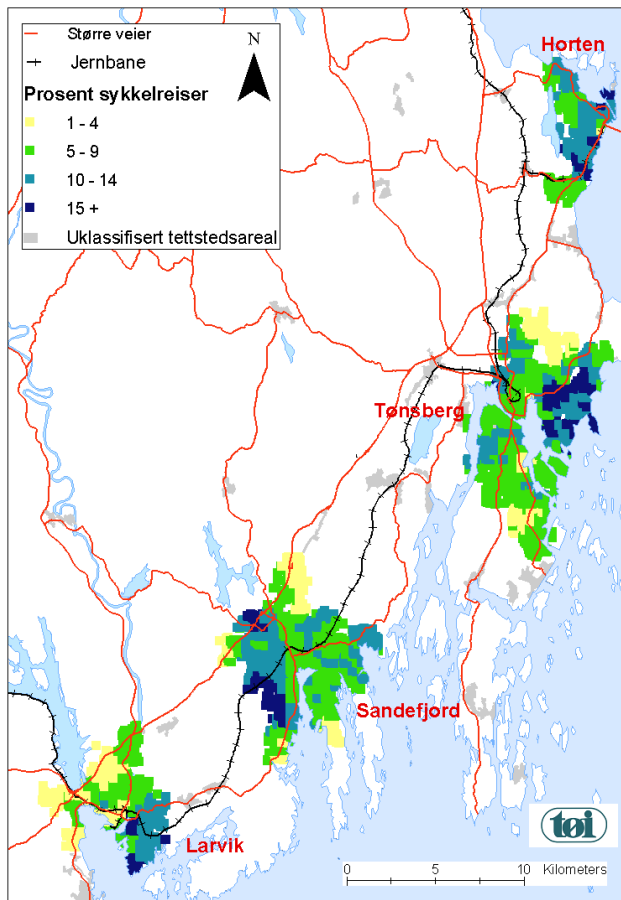 Større veier
Jernbane
Prosent sykkelreiser
1 - 4
5 - 9
10 - 14
15 +
Uklassifisert tettstedsareal
N
Horten
Tønsberg
Sandefjord
Larvik
tøi
0 5 10 Kilometers